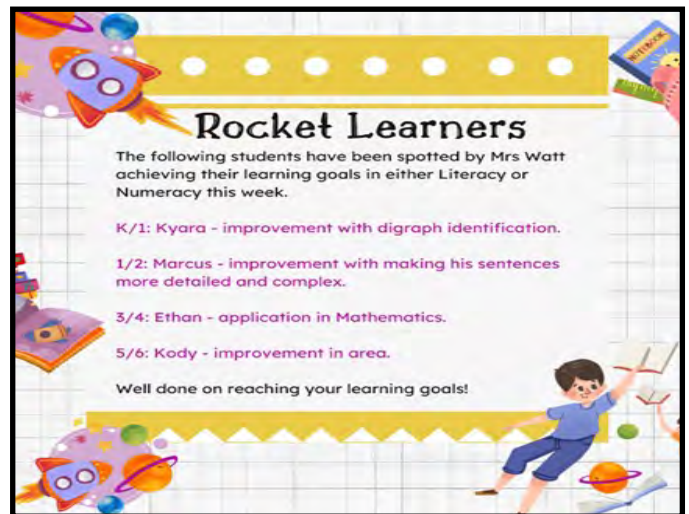 NOTEBOOK
Rocket Learners
The following students have been spotted by Mrs Watt
achieving their learning goals in either Literacy or
Numeracy this week.
K/1: Kyara - improvement with digraph identification.
1/2: Marcus - improvement with making his sentences
more detailed and complex.
3/4: Ethan - application in Mathematics.
5/6: Kody - improvement in area.
Well done on reaching your learning goals!